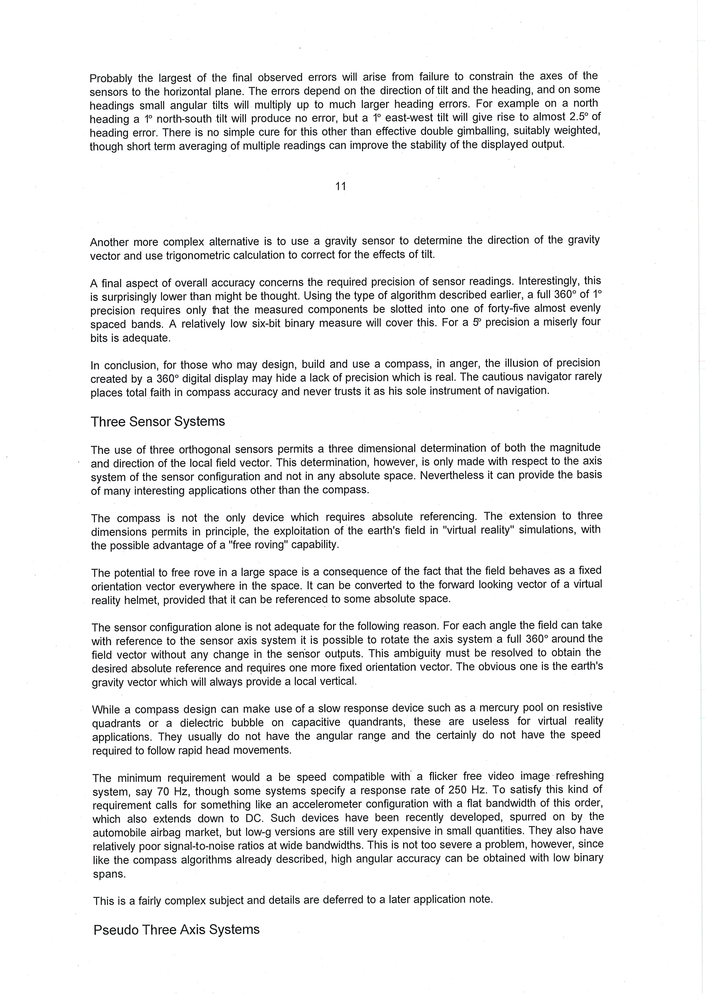 Probably the largest of the final observed errors will arise from failure to constrain the axes of the
sensors to the horizontal plane. The errors depend on the direction of tilt and the heading, and on some
headings small angular tilts will multiply up to much larger heading errors. For example on a north
heading a 1° north-south tilt will produce no error, but a 1° east-west tilt will give rise to almost 2.5° of
heading error. There is no simple cure for this other than effective double gimballing, suitably weighted,
though short term averaging of multiple readings can improve the stability of the displayed output.
11
Another more complex alternative is to use a gravity sensor to determine the direction of the gravity
vector and use trigonometric calculation to correct for the effects of tilt.
A final aspect of overall accuracy concerns the required precision of sensor readings. Interestingly, this
is surprisingly lower than might be thought. Using the type of algorithm described earlier, a full 360° of 1°
precision requires only that the measured components be slotted into one of forty-five almost evenly
spaced bands. A relatively low six-bit binary measure will cover this. For a 5° precision a miserly four
bits is adequate.
In conclusion, for those who may design, build and use a compass, in anger, the illusion of precision
created by a 360° digital display may hide a lack of precision which is real. The cautious navigator rarely
places total faith in compass accuracy and never trusts it as his sole instrument of navigation.
Three Sensor Systems
The use of three orthogonal sensors permits a three dimensional determination of both the magnitude
and direction of the local field vector. This determination, however, is only made with respect to the axis
system of the sensor configuration and not in any absolute space. Nevertheless it can provide the basis
of many interesting applications other than the compass.
The compass is not the only device which requires absolute referencing. The extension to three
dimensions permits in principle, the exploitation of the earth's field in "virtual reality" simulations, with
the possible advantage of a "free roving" capability.
The potential to free rove in a large space is a consequence of the fact that the field behaves as a fixed
orientation vector everywhere in the space. It can be converted to the forward looking vector of a virtual
reality helmet, provided that it can be referenced to some absolute space.
The sensor configuration alone is not adequate for the following reason. For each angle the field can take
with reference to the sensor axis system it is possible to rotate the axis system a full 360° around the
field vector without any change in the sensor outputs. This ambiguity must be resolved to obtain the
desired absolute reference and requires one more fixed orientation vector. The obvious one is the earth's
gravity vector which will always provide a local vertical.
While a compass design can make use of a slow response device such as a mercury pool on resistive
quadrants or a dielectric bubble on capacitive quandrants, these are useless for virtual reality
applications. They usually do not have the angular range and the certainly do not have the speed
required to follow rapid head movements.
The minimum requirement would a be speed compatible with a flicker free video image refreshing
system, say 70 Hz, though some systems specify a response rate of 250 Hz. To satisfy this kind of
requirement calls for something like an accelerometer configuration with a flat bandwidth of this order,
which also extends down to DC. Such devices have been recently developed, spurred on by the
automobile airbag market, but low-g versions are still very expensive in small quantities. They also have
relatively poor signal-to-noise ratios at wide bandwidths. This is not too severe a problem, however, since
like the compass algorithms already described, high angular accuracy can be obtained with low binary
spans.
This is a fairly complex subject and details are deferred to a later application note.
Pseudo Three Axis Systems